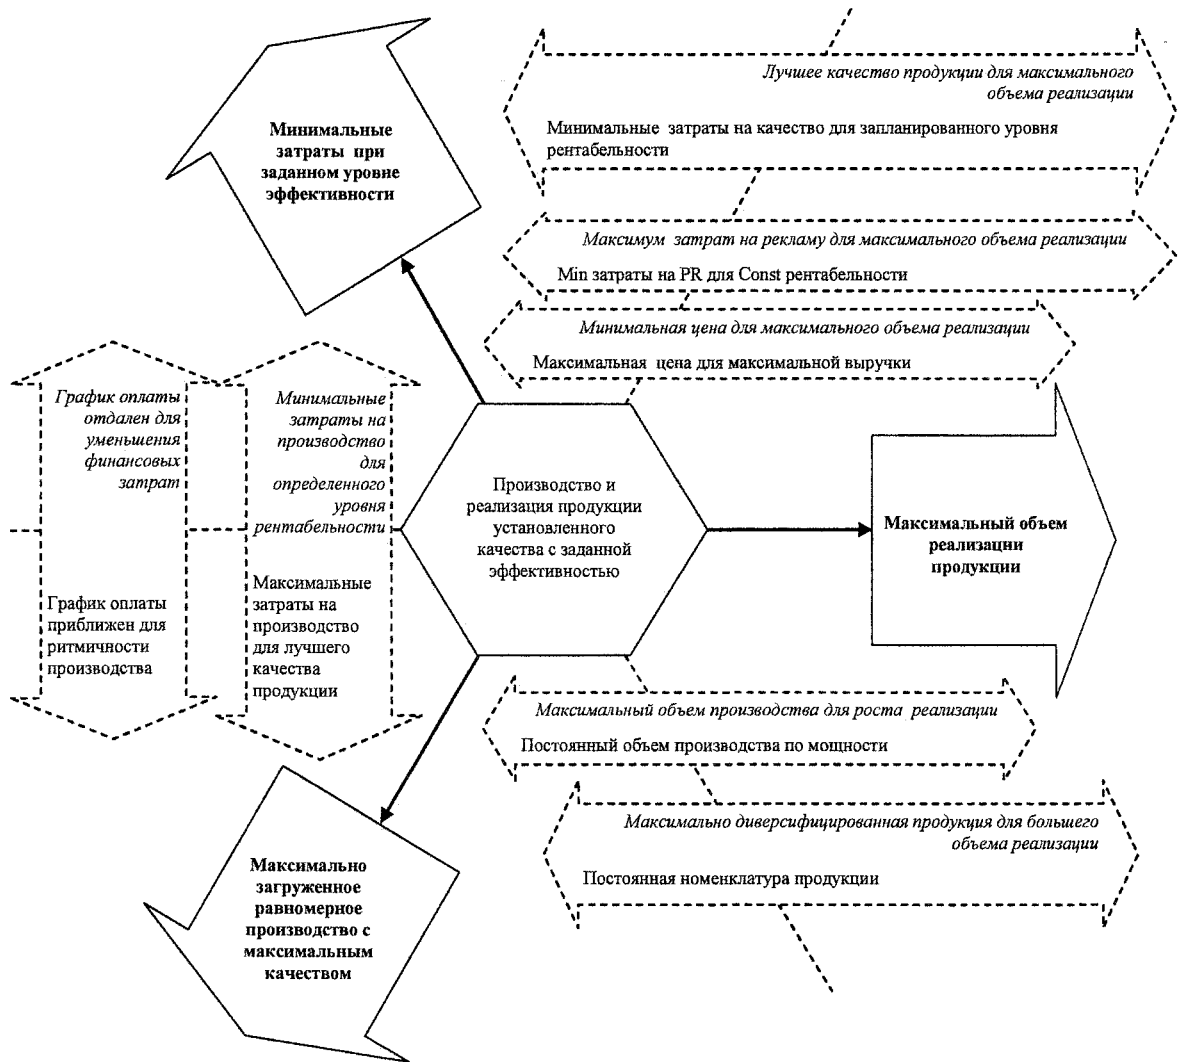 Минимальные
затраты при
заданном уровне
эффективности
Лучшее качество продукции для максимального
объема реализации
Минимальные затраты на качество для запланированного уровня
рентабельности
Максимум затрат на рекламу для максимального объема реализации
Min затраты на PR для Const рентабельности
Минимальная цена для максимального объема реализации
Максимальная цена для максимальной выручки
График оплаты
отдален для
уменьшения
финансовых
затрат
График оплаты
приближен для
ритмичности
производства
Минимальные
затраты на
производство
для
определенного
уровня
рентабельности
Максимальные
затраты на
производство
для лучшего
качества
продукции
Производство и
реализация продукции
установленного
качества с заданной
эффективностью
Максимальный объем
реализации
продукции
Максимальный объем производства для роста реализации
Постоянный объем производства по мощности
Максимально диверсифицированная продукция для большего
объема реализации
Постоянная номенклатура продукции
Максимально
загруженное
равномерное
производство с
максимальным
качеством